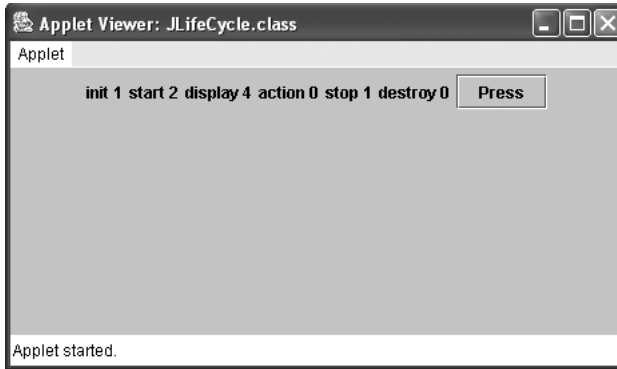 Applet Viewer: JLifeCycle.class
Applet
init 1 start 2 display 4 action 0 stop 1 destroy 0 Press
Applet started.